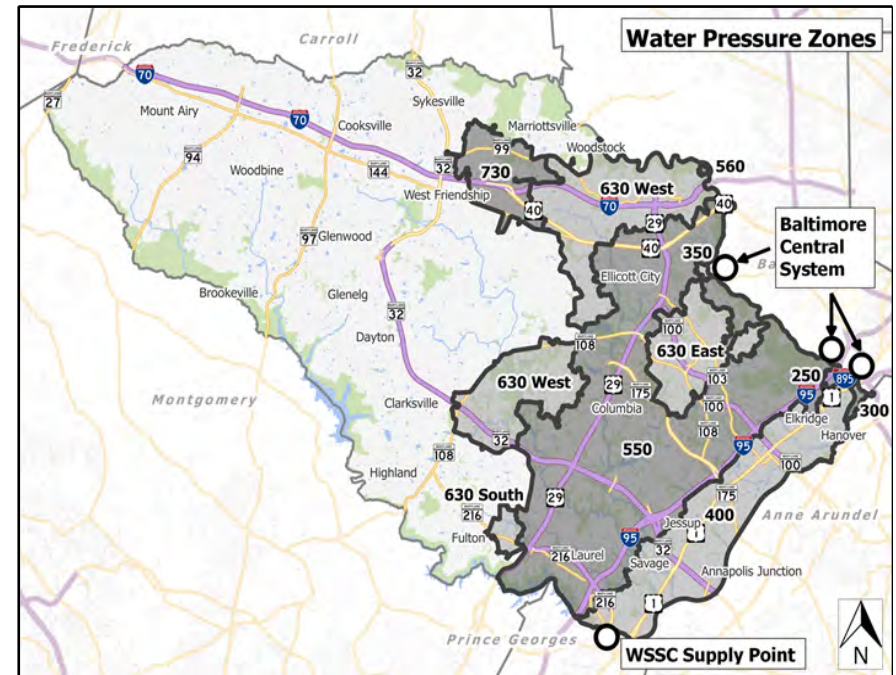 Water Pressure Zones
Frederick
Carroll
70
32
27
Mount Airy
Sykesville
70
Cooksville
Marriottsville
99
Woodstock
94
Woodbine
144
32
730
560
West Friendship
630 West
70
40
40
29
Baltimore
Central
System
97
Glenwood
40
350
Ba
Ellicott City
Brookeville
Glenelg
32
100
Dayton
108
630 East
Montgomery
630 West
29
175
103
250
895
95
1
300
Clarksville
Columbia
100
Elkridge
Hanover
32
108
550
108
95
100
Highland
630 South
29
175
400
Anne Arundel
216
Jessup
1
Fulton
95
216
Laurel
32
Savage
Annapolis Junction
216
1
Prince Georges
WSSC Supply Point
N